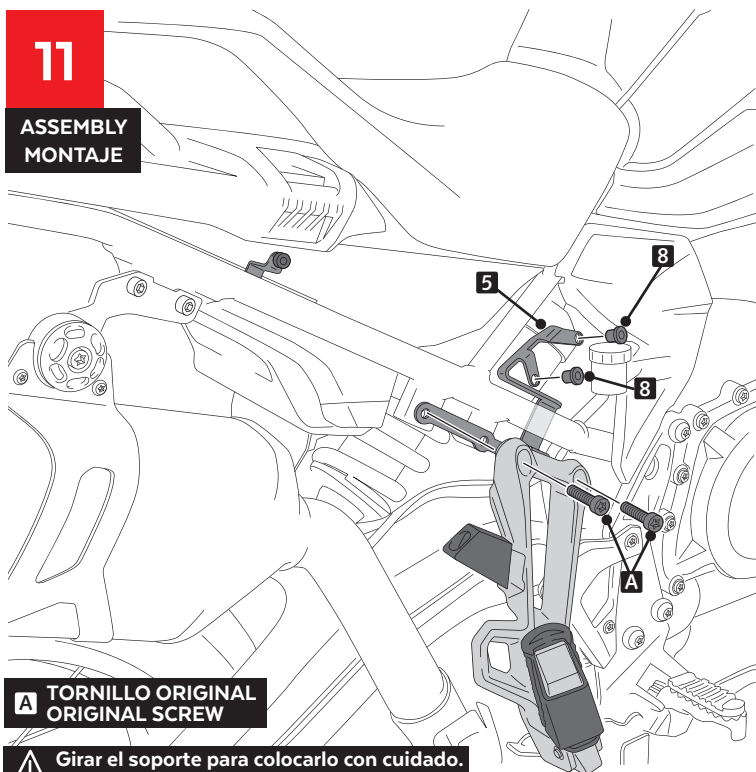 11
ASSEMBLY
MONTAJE
8
5
8
A
A TORNILLO ORIGINAL
ORIGINAL SCREW
Girar el soporte para colocarlo con cuidado.